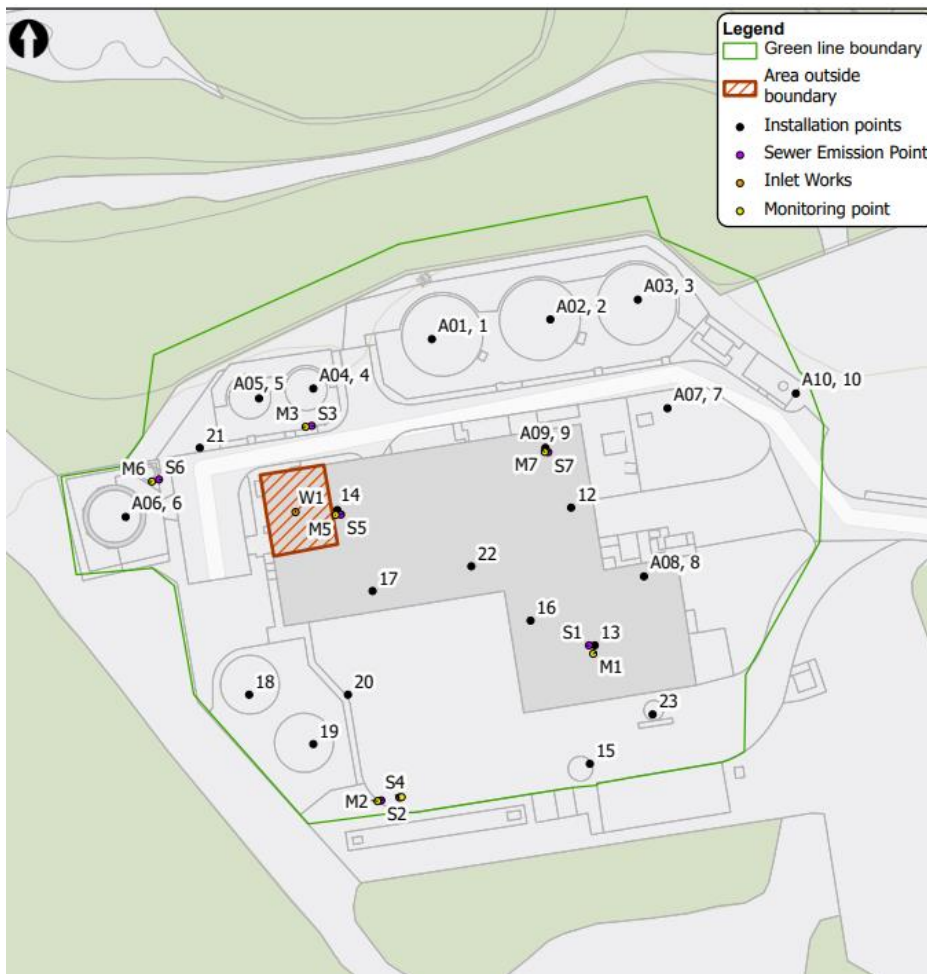 Legend
Green line boundary
Area outside
boundary
Installation points
Sewer Emission Point
Inlet Works
Monitoring point
A03, 3
A02, 2
A01, 1
A10, 10
A04, 4
A05, 5
A07, 7
M3 S3
21
A09, 9
M6 S6
M7 S7
A06, 6
W1 14
12
M5 S5
22
A08, 8
17
16
S1 13
M1
18
20
23
19
15
S4
M2
S2